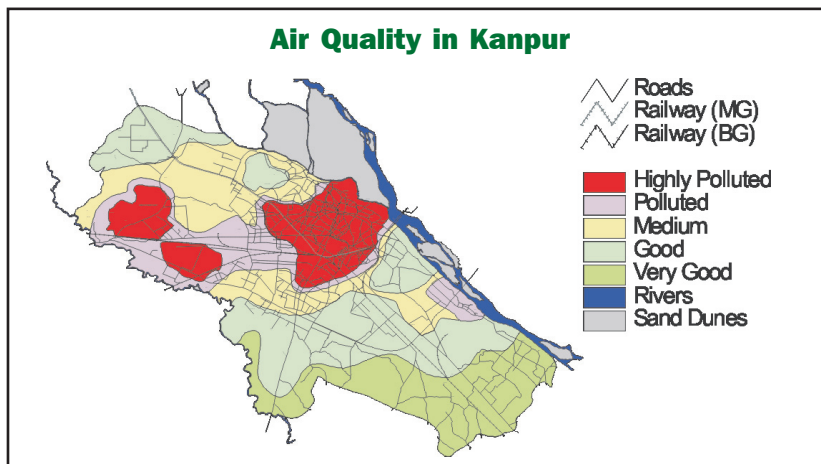 Air Quality in Kanpur
Roads
Railway (MG)
Railway (BG)
Highly Polluted
Polluted
Medium
Good
Very Good
Rivers
Sand Dunes